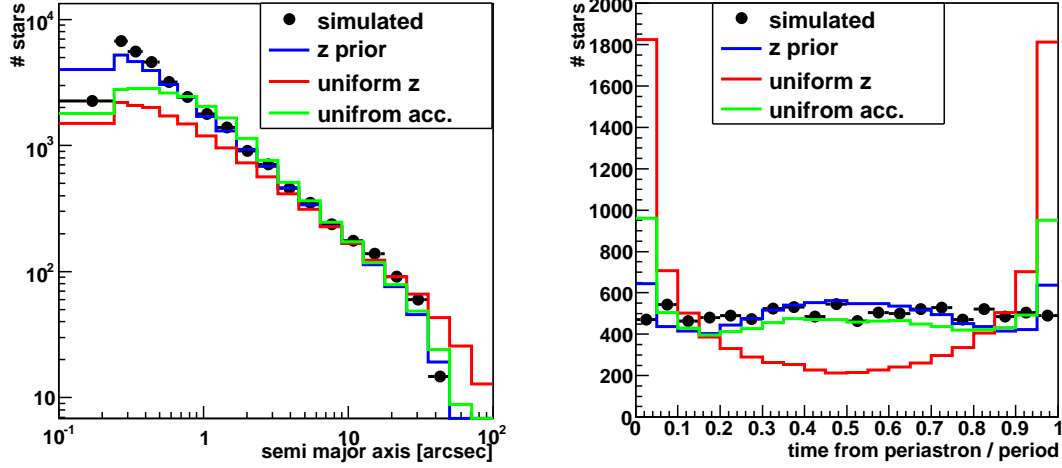 # stars
10^4
10^3
10^2
10
10^-1
1
10
10^2
semi major axis [arcsec]
simulated
z prior
uniform z
unifrom acc.
# stars
2000
1800
1600
1400
1200
1000
800
600
400
200
0
0 0.1 0.2 0.3 0.4 0.5 0.6 0.7 0.8 0.9 1
time from periastron / period
simulated
z prior
uniform z
unifrom acc.